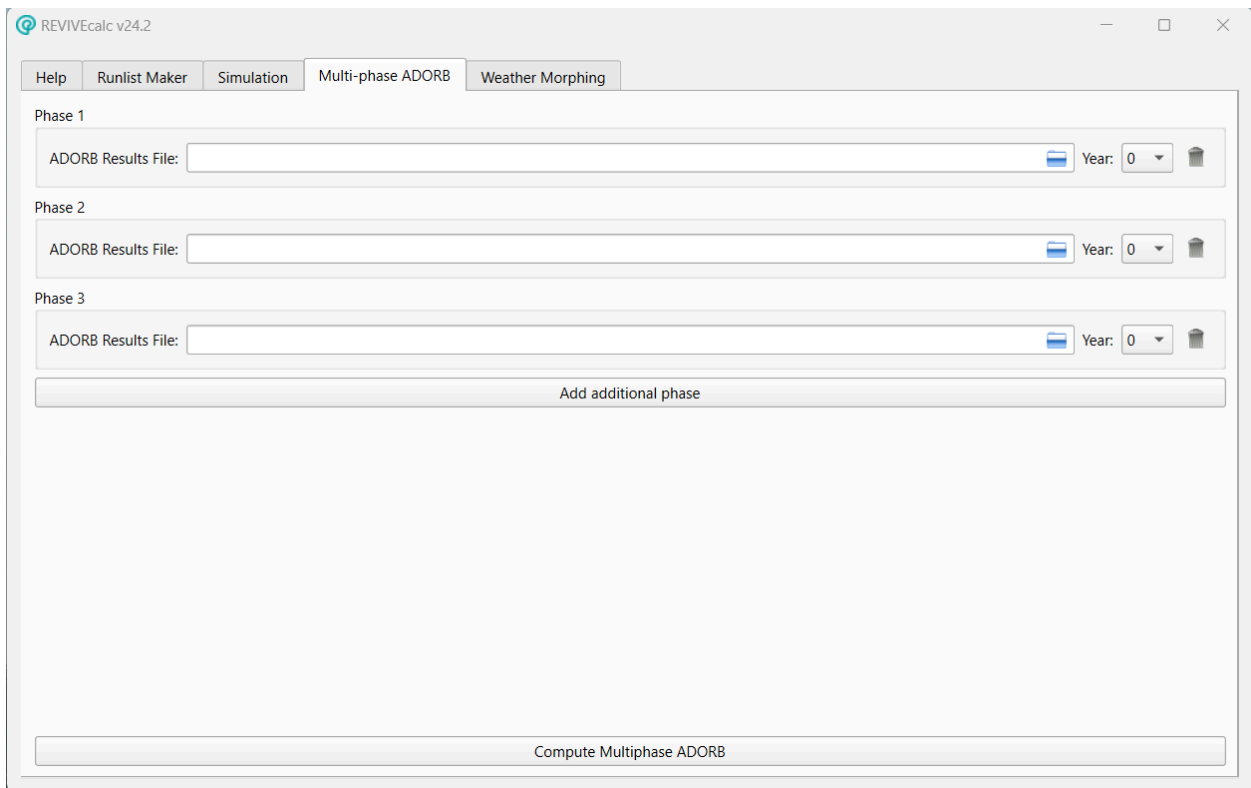 REVIVEcalc v24.2
Help Runlist Maker Simulation Multi-phase ADORB Weather Morphing
Phase 1
ADORB Results File: Year: 0
Phase 2
ADORB Results File: Year: 0
Phase 3
ADORB Results File: Year: 0
Add additional phase
Compute Multiphase ADORB